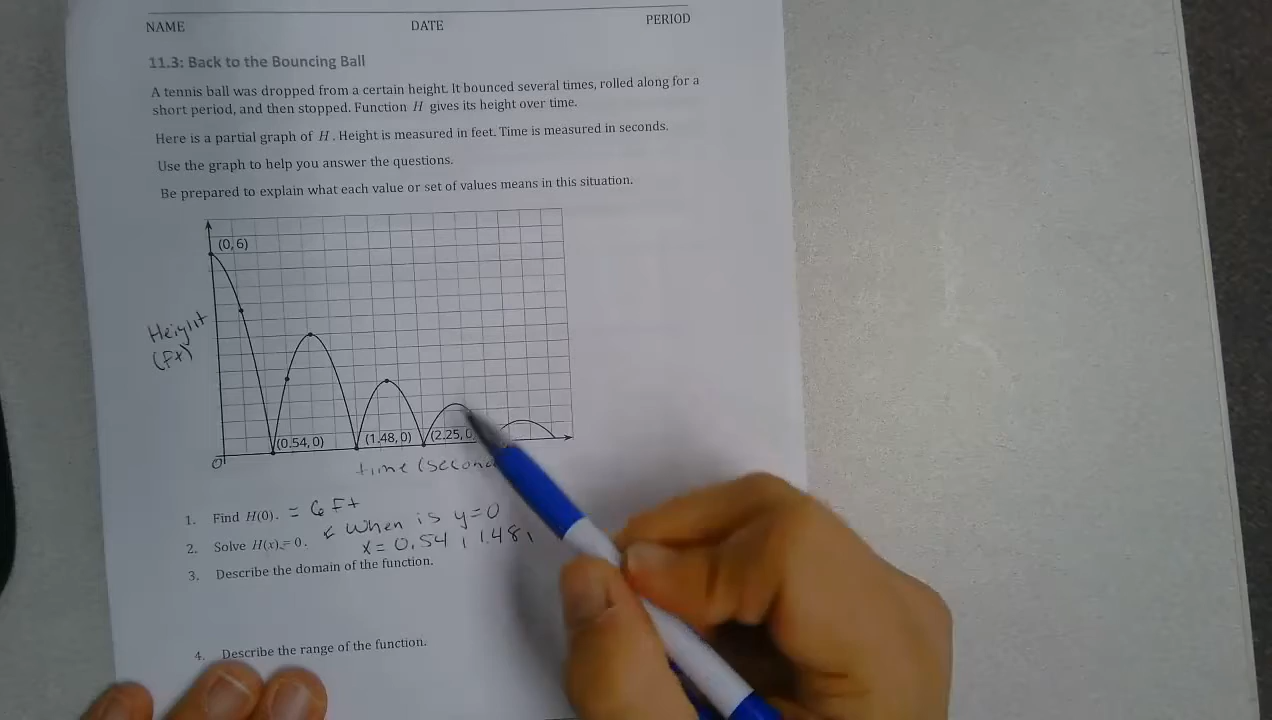 NAME DATE PERIOD
11.3: Back to the Bouncing Ball
A tennis ball was dropped from a certain height. It bounced several times, rolled along for a
short period, and then stopped. Function H gives its height over time.
Here is a partial graph of H. Height is measured in feet. Time is measured in seconds.
Use the graph to help you answer the questions.
Be prepared to explain what each value or set of values means in this situation.
(0,6)
Height
(Ft)
(0.54,0) (1.48,0) (2.25,0
0
time (second
1. Find H(0). = 6 Ft
when is y=0
2. Solve H(x)=0.
x = 0.54, 1.48,
3. Describe the domain of the function.
4. Describe the range of the function.